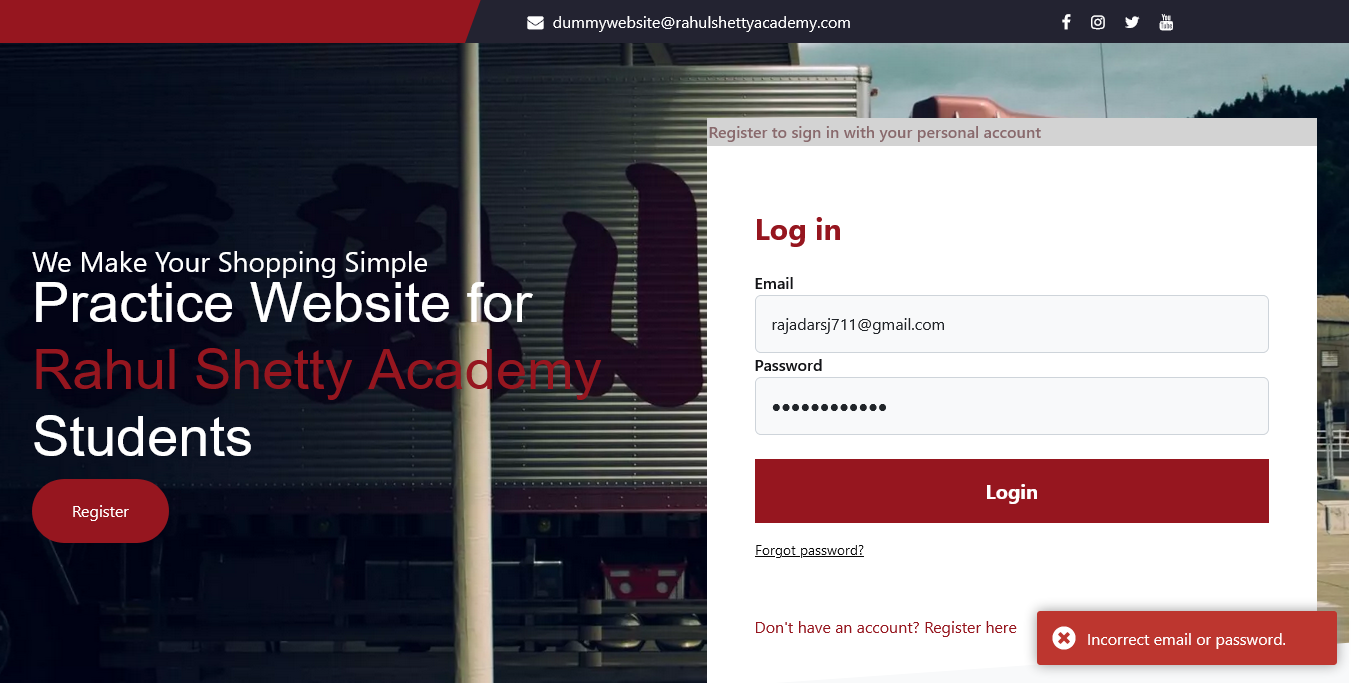 dummywebsite@rahulshettyacademy.com
Register to sign in with your personal account
We Make Your Shopping Simple
Practice Website for
Rahul Shetty Academy
Students
Register
Log in
Email
rajadarsj711@gmail.com
Password
••••••••••••
Login
Forgot password?
Don't have an account? Register here
Incorrect email or password.